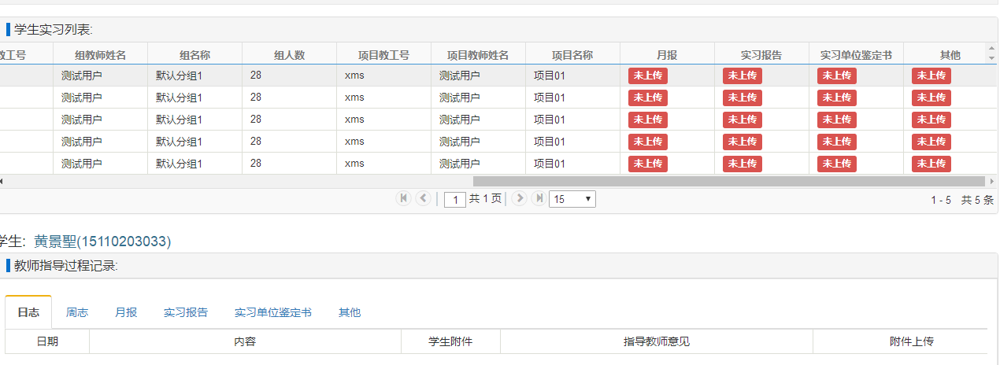 学生实习列表:
教工号 组教师姓名 组名称 组人数 项目教工号 项目教师姓名 项目名称 月报 实习报告 实习单位鉴定书 其他
测试用户 默认分组1 28 xms 测试用户 项目01 未上传 未上传 未上传 未上传
测试用户 默认分组1 28 xms 测试用户 项目01 未上传 未上传 未上传 未上传
测试用户 默认分组1 28 xms 测试用户 项目01 未上传 未上传 未上传 未上传
测试用户 默认分组1 28 xms 测试用户 项目01 未上传 未上传 未上传 未上传
测试用户 默认分组1 28 xms 测试用户 项目01 未上传 未上传 未上传 未上传
1 共 1 页 15 1 - 5 共 5 条
学生: 黄景聖(15110203033)
教师指导过程记录:
日志 周志 月报 实习报告 实习单位鉴定书 其他
日期 内容 学生附件 指导教师意见 附件上传